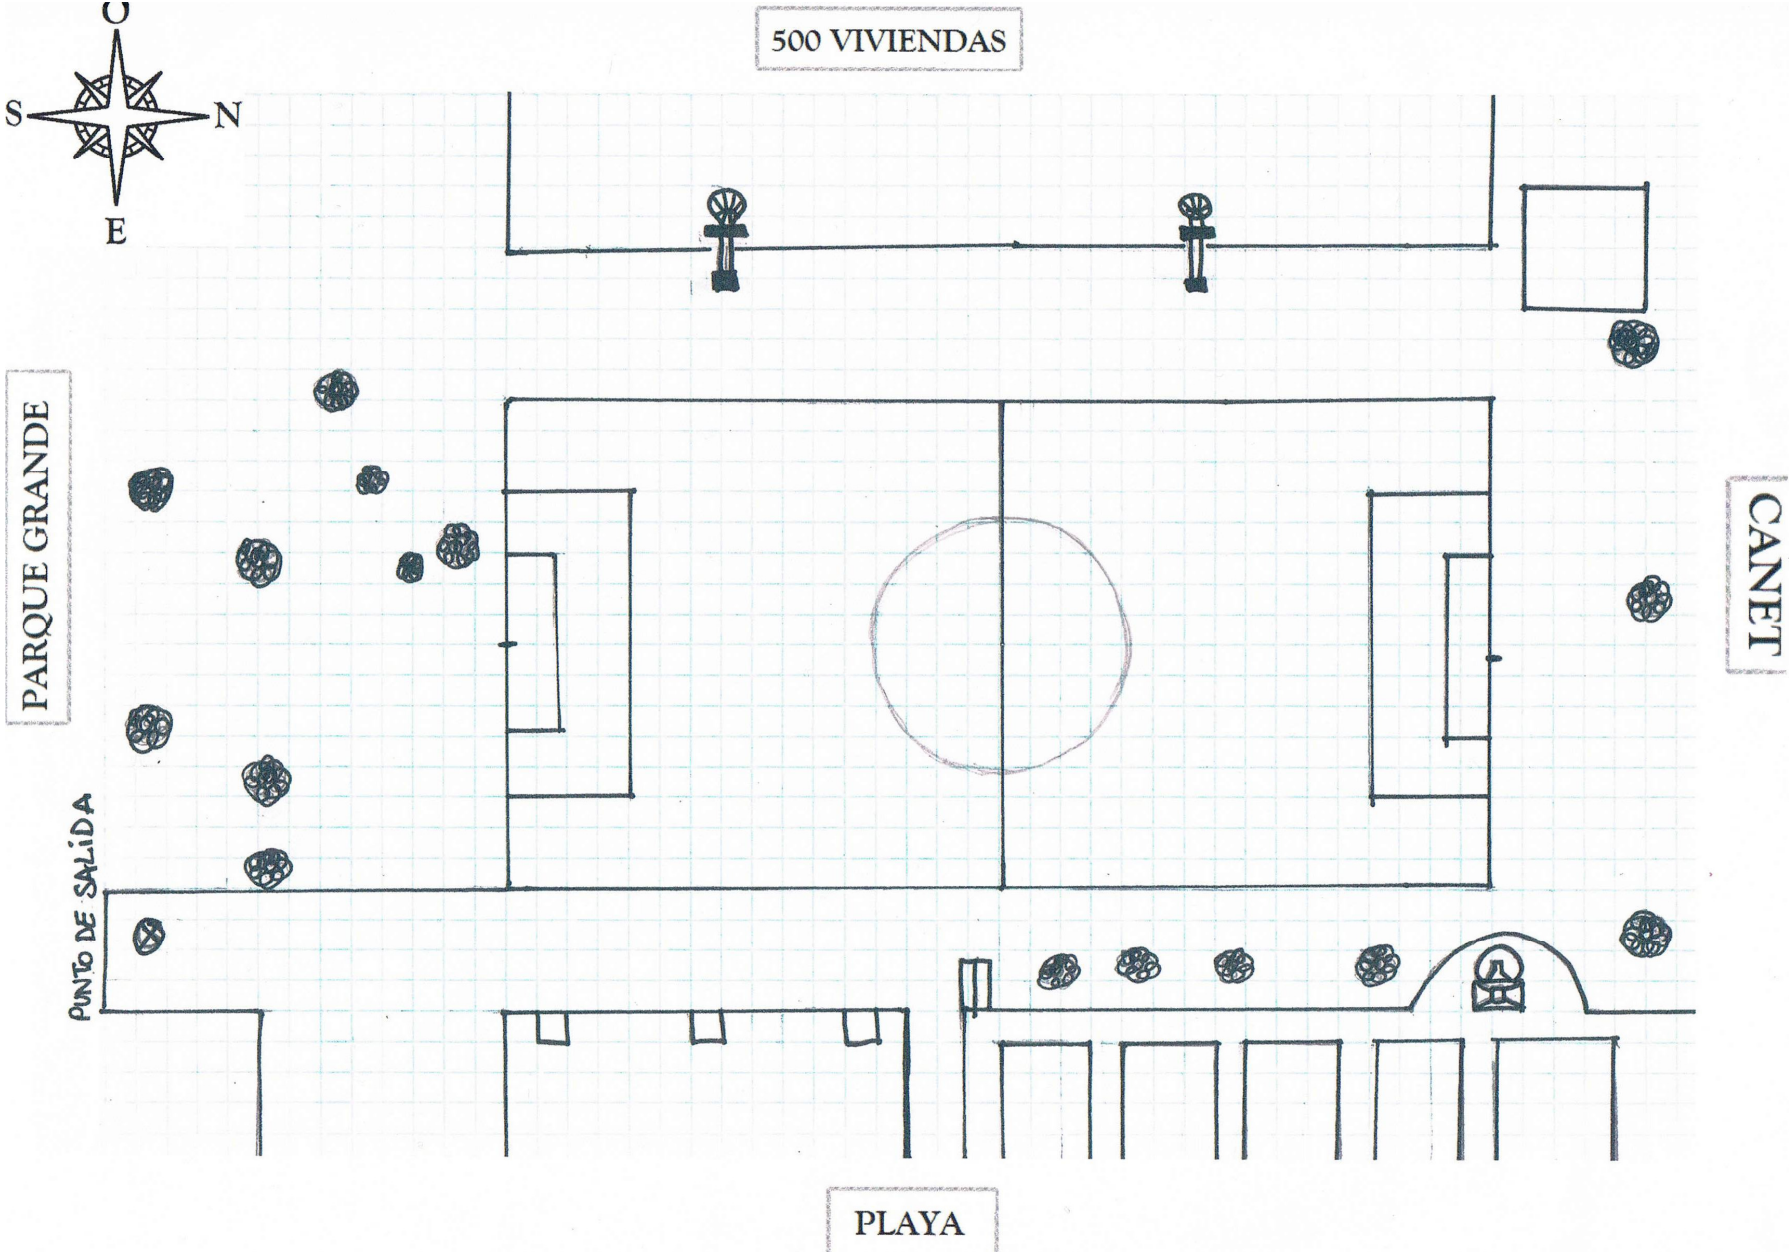 O
500 VIVIENDAS
S
N
E
PARQUE GRANDE
CANET
PUNTO DE SALIDA
PLAYA